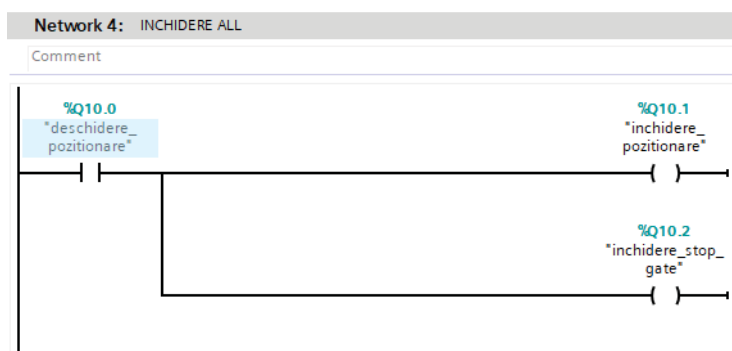 Network 4: INCHIDERE ALL
Comment
%Q10.0
"deschidere_
pozitionare"
%Q10.1
"inchidere_
pozitionare"
%Q10.2
"inchidere_stop_
gate"